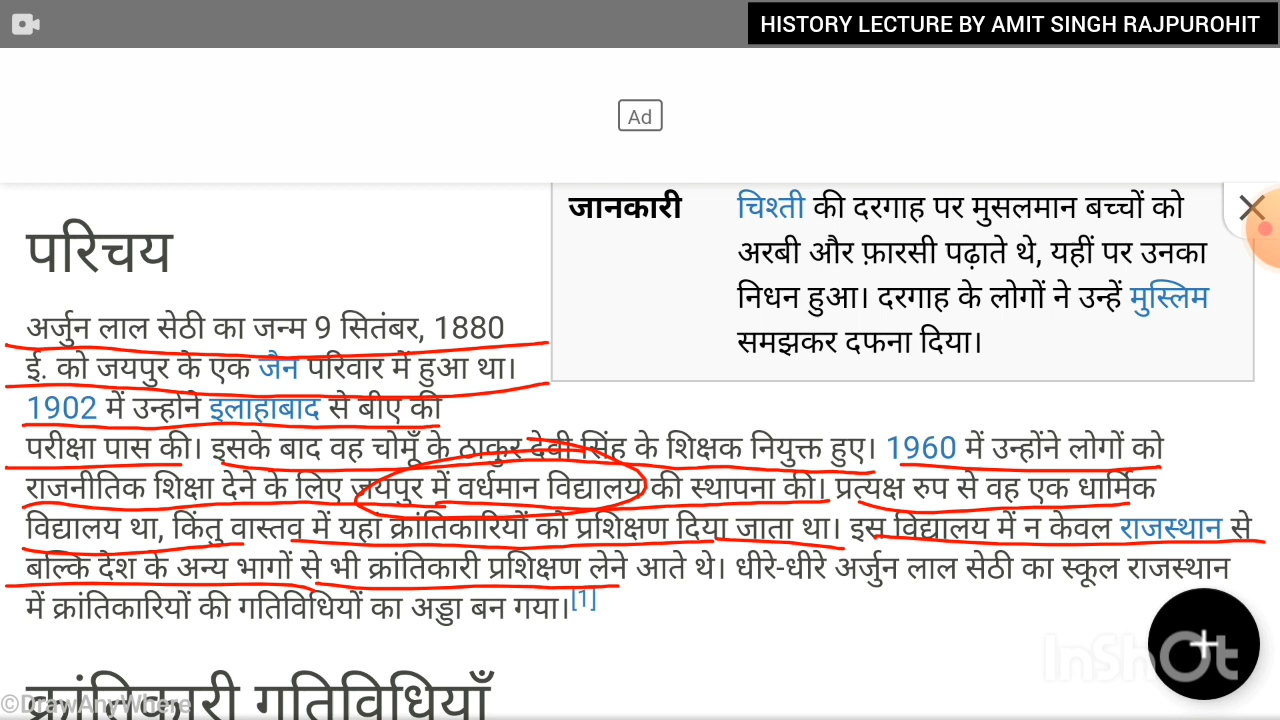 HISTORY LECTURE BY AMIT SINGH RAJPUROHIT
Ad
जानकारी
चिश्ती की दरगाह पर मुसलमान बच्चों को
अरबी और फ़ारसी पढ़ाते थे, यहीं पर उनका
निधन हुआ। दरगाह के लोगों ने उन्हें मुस्लिम
समझकर दफना दिया।
परिचय
अर्जुन लाल सेठी का जन्म 9 सितंबर, 1880
ई. को जयपुर के एक जैन परिवार में हुआ था।
1902 में उन्होंने इलाहाबाद से बीए की
परीक्षा पास की। इसके बाद वह चोमूँ के ठाकुर देवी सिंह के शिक्षक नियुक्त हुए। 1960 में उन्होंने लोगों को
राजनीतिक शिक्षा देने के लिए जयपुर में वर्धमान विद्यालय की स्थापना की। प्रत्यक्ष रुप से वह एक धार्मिक
विद्यालय था, किंतु वास्तव में यहां क्रांतिकारियों को प्रशिक्षण दिया जाता था। इस विद्यालय में न केवल राजस्थान से
बल्कि देश के अन्य भागों से भी क्रांतिकारी प्रशिक्षण लेने आते थे। धीरे-धीरे अर्जुन लाल सेठी का स्कूल राजस्थान
में क्रांतिकारियों की गतिविधियों का अड्डा बन गया।[1]
क्रांतिकारी गतिविधियाँ
©DrawAnyWhere
InShOt